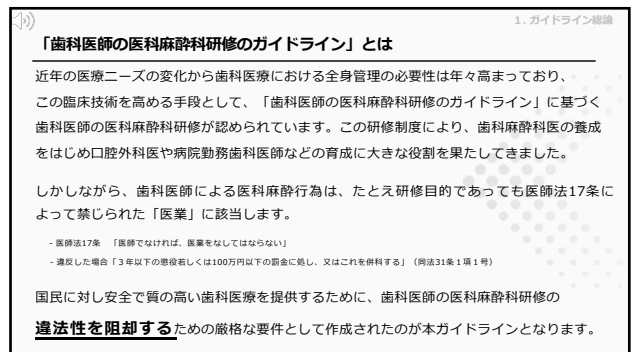 1. ガイドライン総論
「歯科医師の医科麻酔科研修のガイドライン」とは
近年の医療ニーズの変化から歯科医療における全身管理の必要性は年々高まっており、
この臨床技術を高める手段として、「歯科医師の医科麻酔科研修のガイドライン」に基づく
歯科医師の医科麻酔科研修が認められています。この研修制度により、歯科麻酔科医の養成
をはじめ口腔外科医や病院勤務歯科医師などの育成に大きな役割を果たしてきました。
しかしながら、歯科医師による医科麻酔行為は、たとえ研修目的であっても医師法17条に
よって禁じられた「医業」に該当します。
- 医師法17条 「医師でなければ、医業をなしてはならない」
- 違反した場合「３年以下の懲役若しくは100万円以下の罰金に処し、又はこれを併科する」（同法31条１項１号）
国民に対し安全で質の高い歯科医療を提供するために、歯科医師の医科麻酔科研修の
違法性を阻却するための厳格な要件として作成されたのが本ガイドラインとなります。